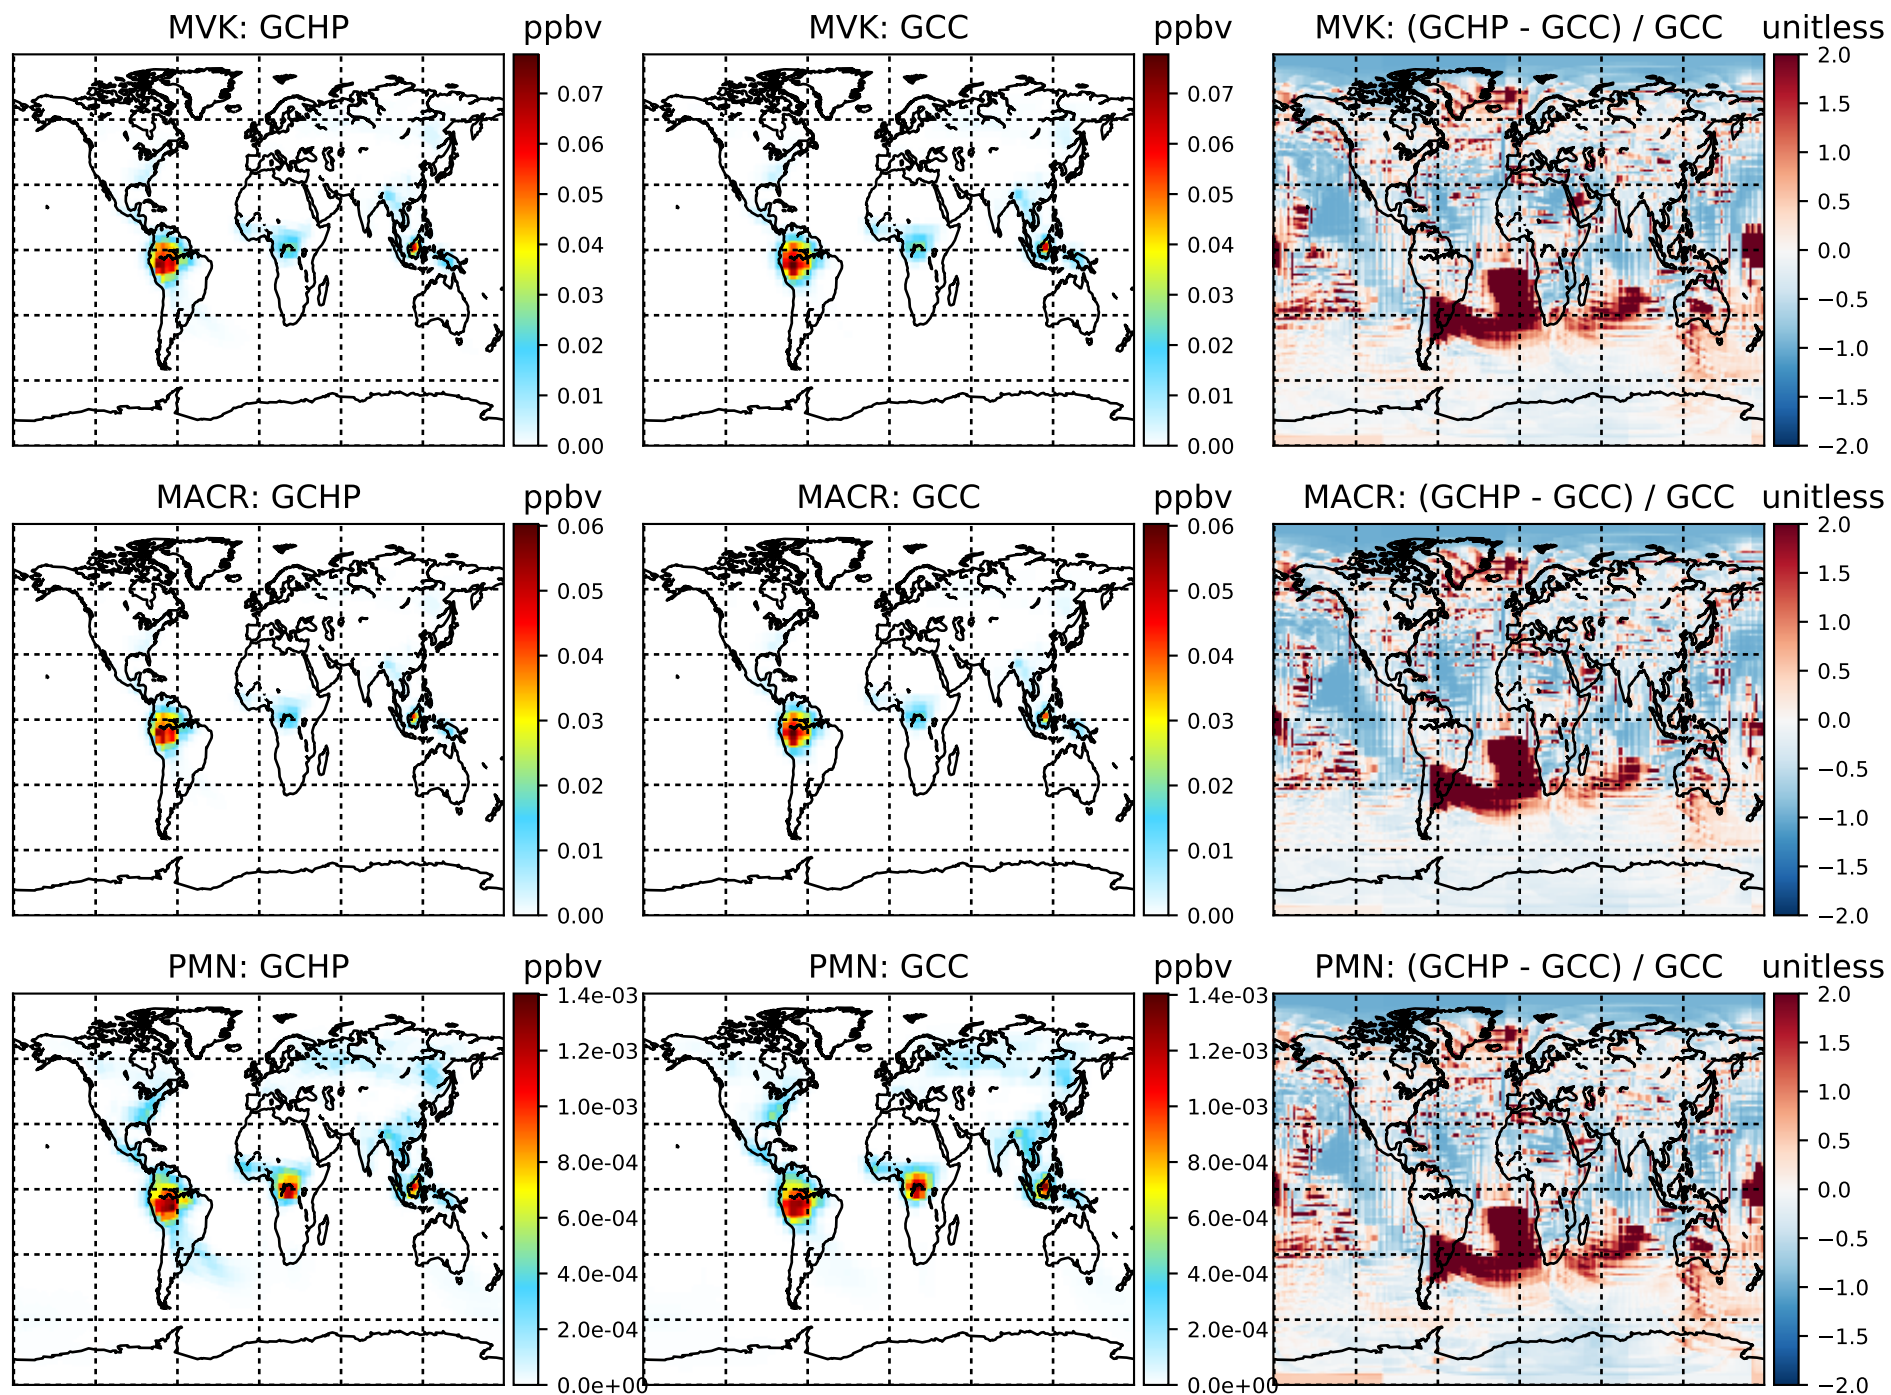 MVK: GCHP ppbv MVK: GCC ppbv MVK: (GCHP - GCC) / GCC unitless
0.07 0.07 2.0
0.06 0.06 1.5
0.05 0.05 1.0
0.04 0.04 0.5
0.03 0.03 0.0
0.02 0.02 −0.5
0.01 0.01 −1.0
0.00 0.00 −1.5
−2.0
MACR: GCHP ppbv MACR: GCC ppbv MACR: (GCHP - GCC) / GCC unitless
0.06 0.06 2.0
0.05 0.05 1.5
0.04 0.04 1.0
0.03 0.03 0.5
0.02 0.02 0.0
0.01 0.01 −0.5
0.00 0.00 −1.0
−1.5
−2.0
PMN: GCHP ppbv PMN: GCC ppbv PMN: (GCHP - GCC) / GCC unitless
1.4e-03 1.4e-03 2.0
1.2e-03 1.2e-03 1.5
1.0e-03 1.0e-03 1.0
8.0e-04 8.0e-04 0.5
6.0e-04 6.0e-04 0.0
4.0e-04 4.0e-04 −0.5
2.0e-04 2.0e-04 −1.0
0.0e+00 0.0e+00 −1.5
−2.0